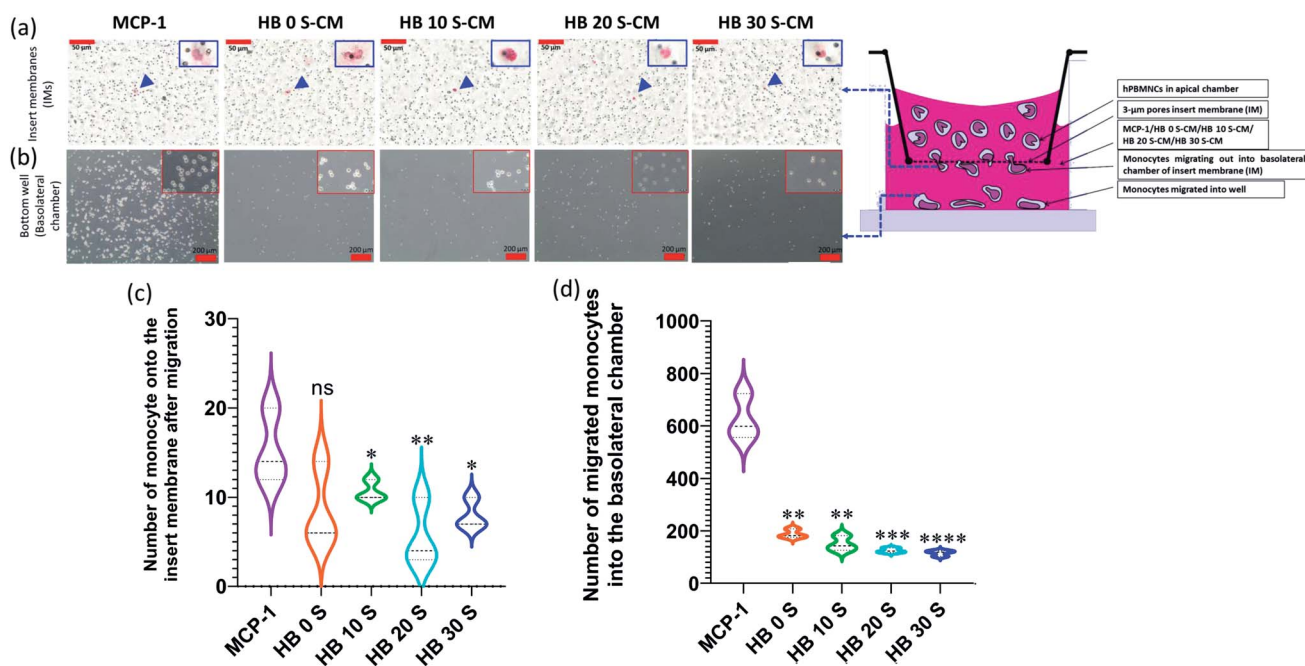 MCP-1 HB 0 S-CM HB 10 S-CM HB 20 S-CM HB 30 S-CM
(a)
Insert membranes
(IMs)
50 µm 50 µm 50 µm 50 µm 50 µm
(b)
Bottom well
(Basolateral
chamber)
200 µm 200 µm 200 µm 200 µm 200 µm
hPBMNCs in apical chamber
3-µm pores insert membrane (IM)
MCP-1/HB 0 S-CM/HB 10 S-CM/
HB 20 S-CM/HB 30 S-CM
Monocytes migrating out into basolateral
chamber of insert membrane (IM)
Monocytes migrated into well
(c)
Number of monocyte onto the
insert membrane after migration
30
20
10
0
ns
*
**
*
MCP-1
HB 0 S
HB 10 S
HB 20 S
HB 30 S
(d)
Number of migrated monocytes
into the basolateral chamber
1000
800
600
400
200
0
**
**
***
****
MCP-1
HB 0 S
HB 10 S
HB 20 S
HB 30 S